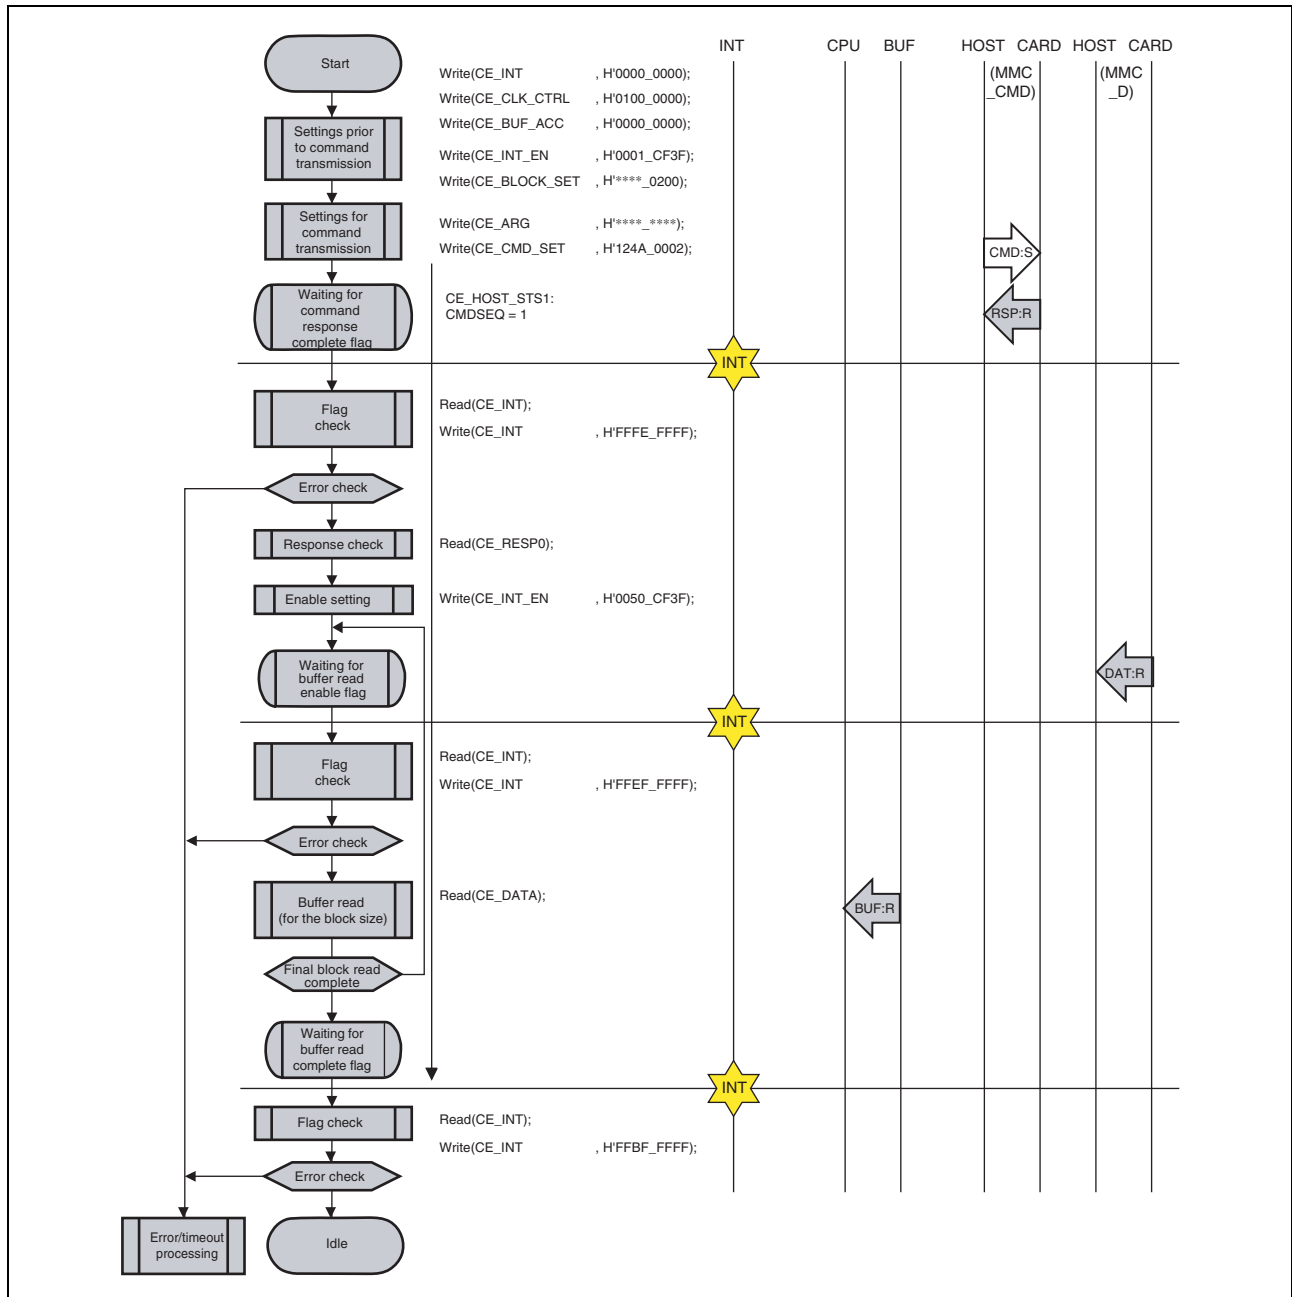 INT CPU BUF HOST CARD HOST CARD
(MMC
_CMD)
(MMC
_D)
Start
Write(CE_INT , H'0000_0000);
Write(CE_CLK_CTRL , H'0100_0000);
Write(CE_BUF_ACC , H'0000_0000);
Settings prior
to command
transmission
Write(CE_INT_EN , H'0001_CF3F);
Write(CE_BLOCK_SET , H'****_0200);
Settings for
command
transmission
Write(CE_ARG , H'****_****);
Write(CE_CMD_SET , H'124A_0002);
CMD:S
Waiting for
command
response
complete flag
CE_HOST_STS1:
CMDSEQ = 1
RSP:R
INT
Flag
check
Read(CE_INT);
Write(CE_INT , H'FFFE_FFFF);
Error check
Response check
Read(CE_RESP0);
Enable setting
Write(CE_INT_EN , H'0050_CF3F);
Waiting for
buffer read
enable flag
DAT:R
INT
Flag
check
Read(CE_INT);
Write(CE_INT , H'FFEF_FFFF);
Error check
Buffer read
(for the block size)
Read(CE_DATA);
BUF:R
Final block read
complete
Waiting for
buffer read
complete flag
INT
Flag check
Read(CE_INT);
Write(CE_INT , H'FFBF_FFFF);
Error check
Error/timeout
processing
Idle